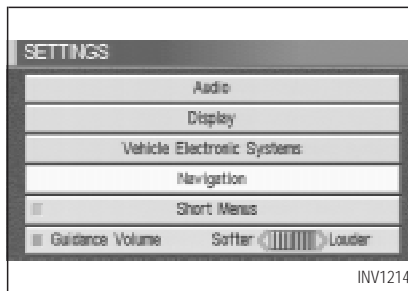 SETTINGS
Audio
Display
Vehicle Electronic Systems
Navigation
Short Menus
Guidance Volume Softer Louder
INV1214